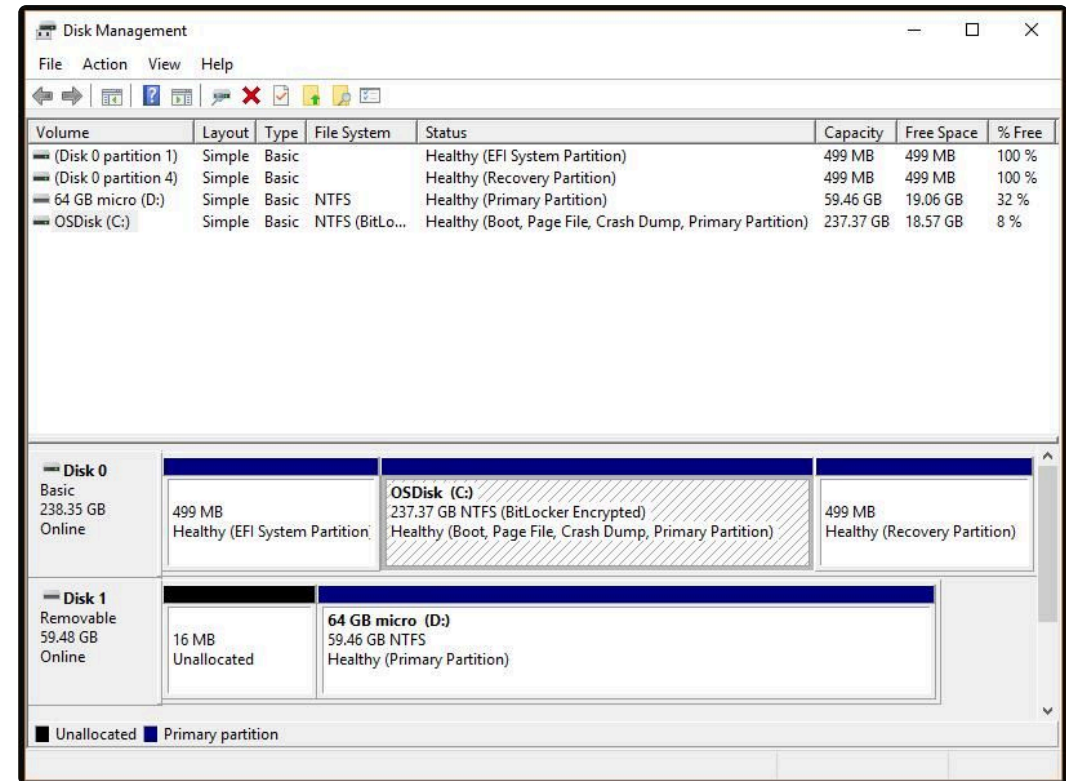 Disk Management
File Action View Help
Volume Layout Type File System Status Capacity Free Space % Free
(Disk 0 partition 1) Simple Basic Healthy (EFI System Partition) 499 MB 499 MB 100 %
(Disk 0 partition 4) Simple Basic Healthy (Recovery Partition) 499 MB 499 MB 100 %
64 GB micro (D:) Simple Basic NTFS Healthy (Primary Partition) 59.46 GB 19.06 GB 32 %
OSDisk (C:) Simple Basic NTFS (BitLo... Healthy (Boot, Page File, Crash Dump, Primary Partition) 237.37 GB 18.57 GB 8 %
Disk 0
Basic
238.35 GB
Online
499 MB
Healthy (EFI System Partition)
OSDisk (C:)
237.37 GB NTFS (BitLocker Encrypted)
Healthy (Boot, Page File, Crash Dump, Primary Partition)
499 MB
Healthy (Recovery Partition)
Disk 1
Removable
59.48 GB
Online
16 MB
Unallocated
64 GB micro (D:)
59.46 GB NTFS
Healthy (Primary Partition)
Unallocated Primary partition